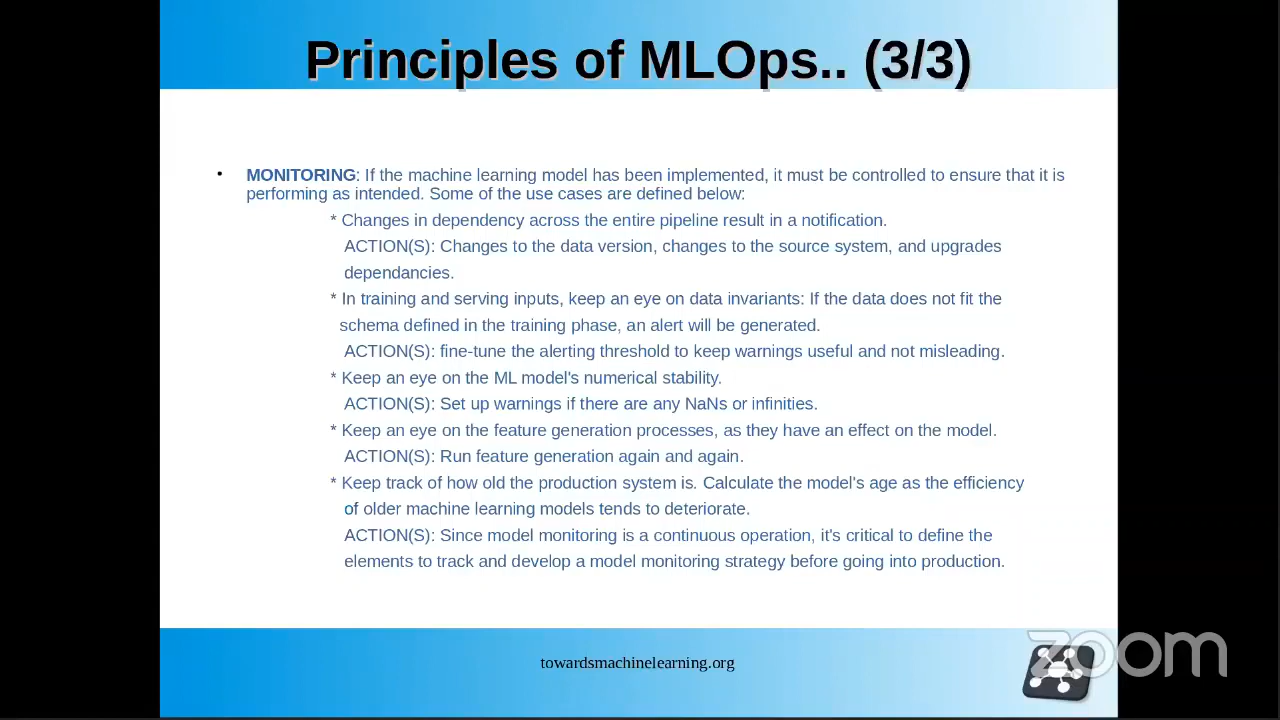 Principles of MLOps.. (3/3)
• MONITORING: If the machine learning model has been implemented, it must be controlled to ensure that it is
performing as intended. Some of the use cases are defined below:
* Changes in dependency across the entire pipeline result in a notification.
ACTION(S): Changes to the data version, changes to the source system, and upgrades
dependancies.
* In training and serving inputs, keep an eye on data invariants: If the data does not fit the
schema defined in the training phase, an alert will be generated.
ACTION(S): fine-tune the alerting threshold to keep warnings useful and not misleading.
* Keep an eye on the ML model's numerical stability.
ACTION(S): Set up warnings if there are any NaNs or infinities.
* Keep an eye on the feature generation processes, as they have an effect on the model.
ACTION(S): Run feature generation again and again.
* Keep track of how old the production system is. Calculate the model's age as the efficiency
of older machine learning models tends to deteriorate.
ACTION(S): Since model monitoring is a continuous operation, it's critical to define the
elements to track and develop a model monitoring strategy before going into production.
towardsmachinelearning.org
zoom